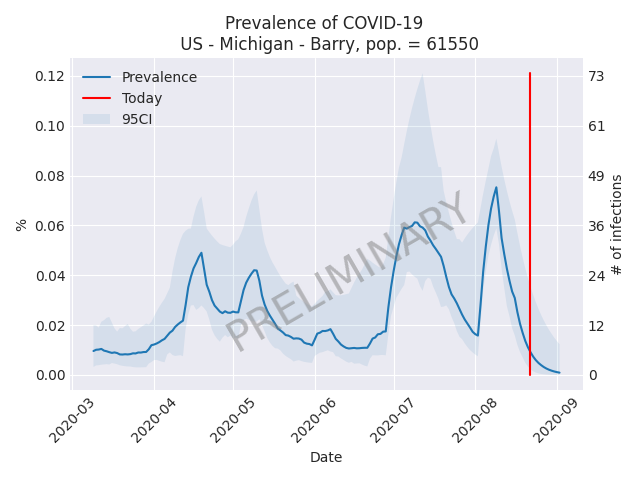 Prevalence of COVID-19
US - Michigan - Barry, pop. = 61550
Prevalence
Today
95CI
PRELIMINARY
%
0.12
0.10
0.08
0.06
0.04
0.02
0.00
73
61
49
36
24
12
0
# of infections
2020-03
2020-04
2020-05
2020-06
2020-07
2020-08
2020-09
Date